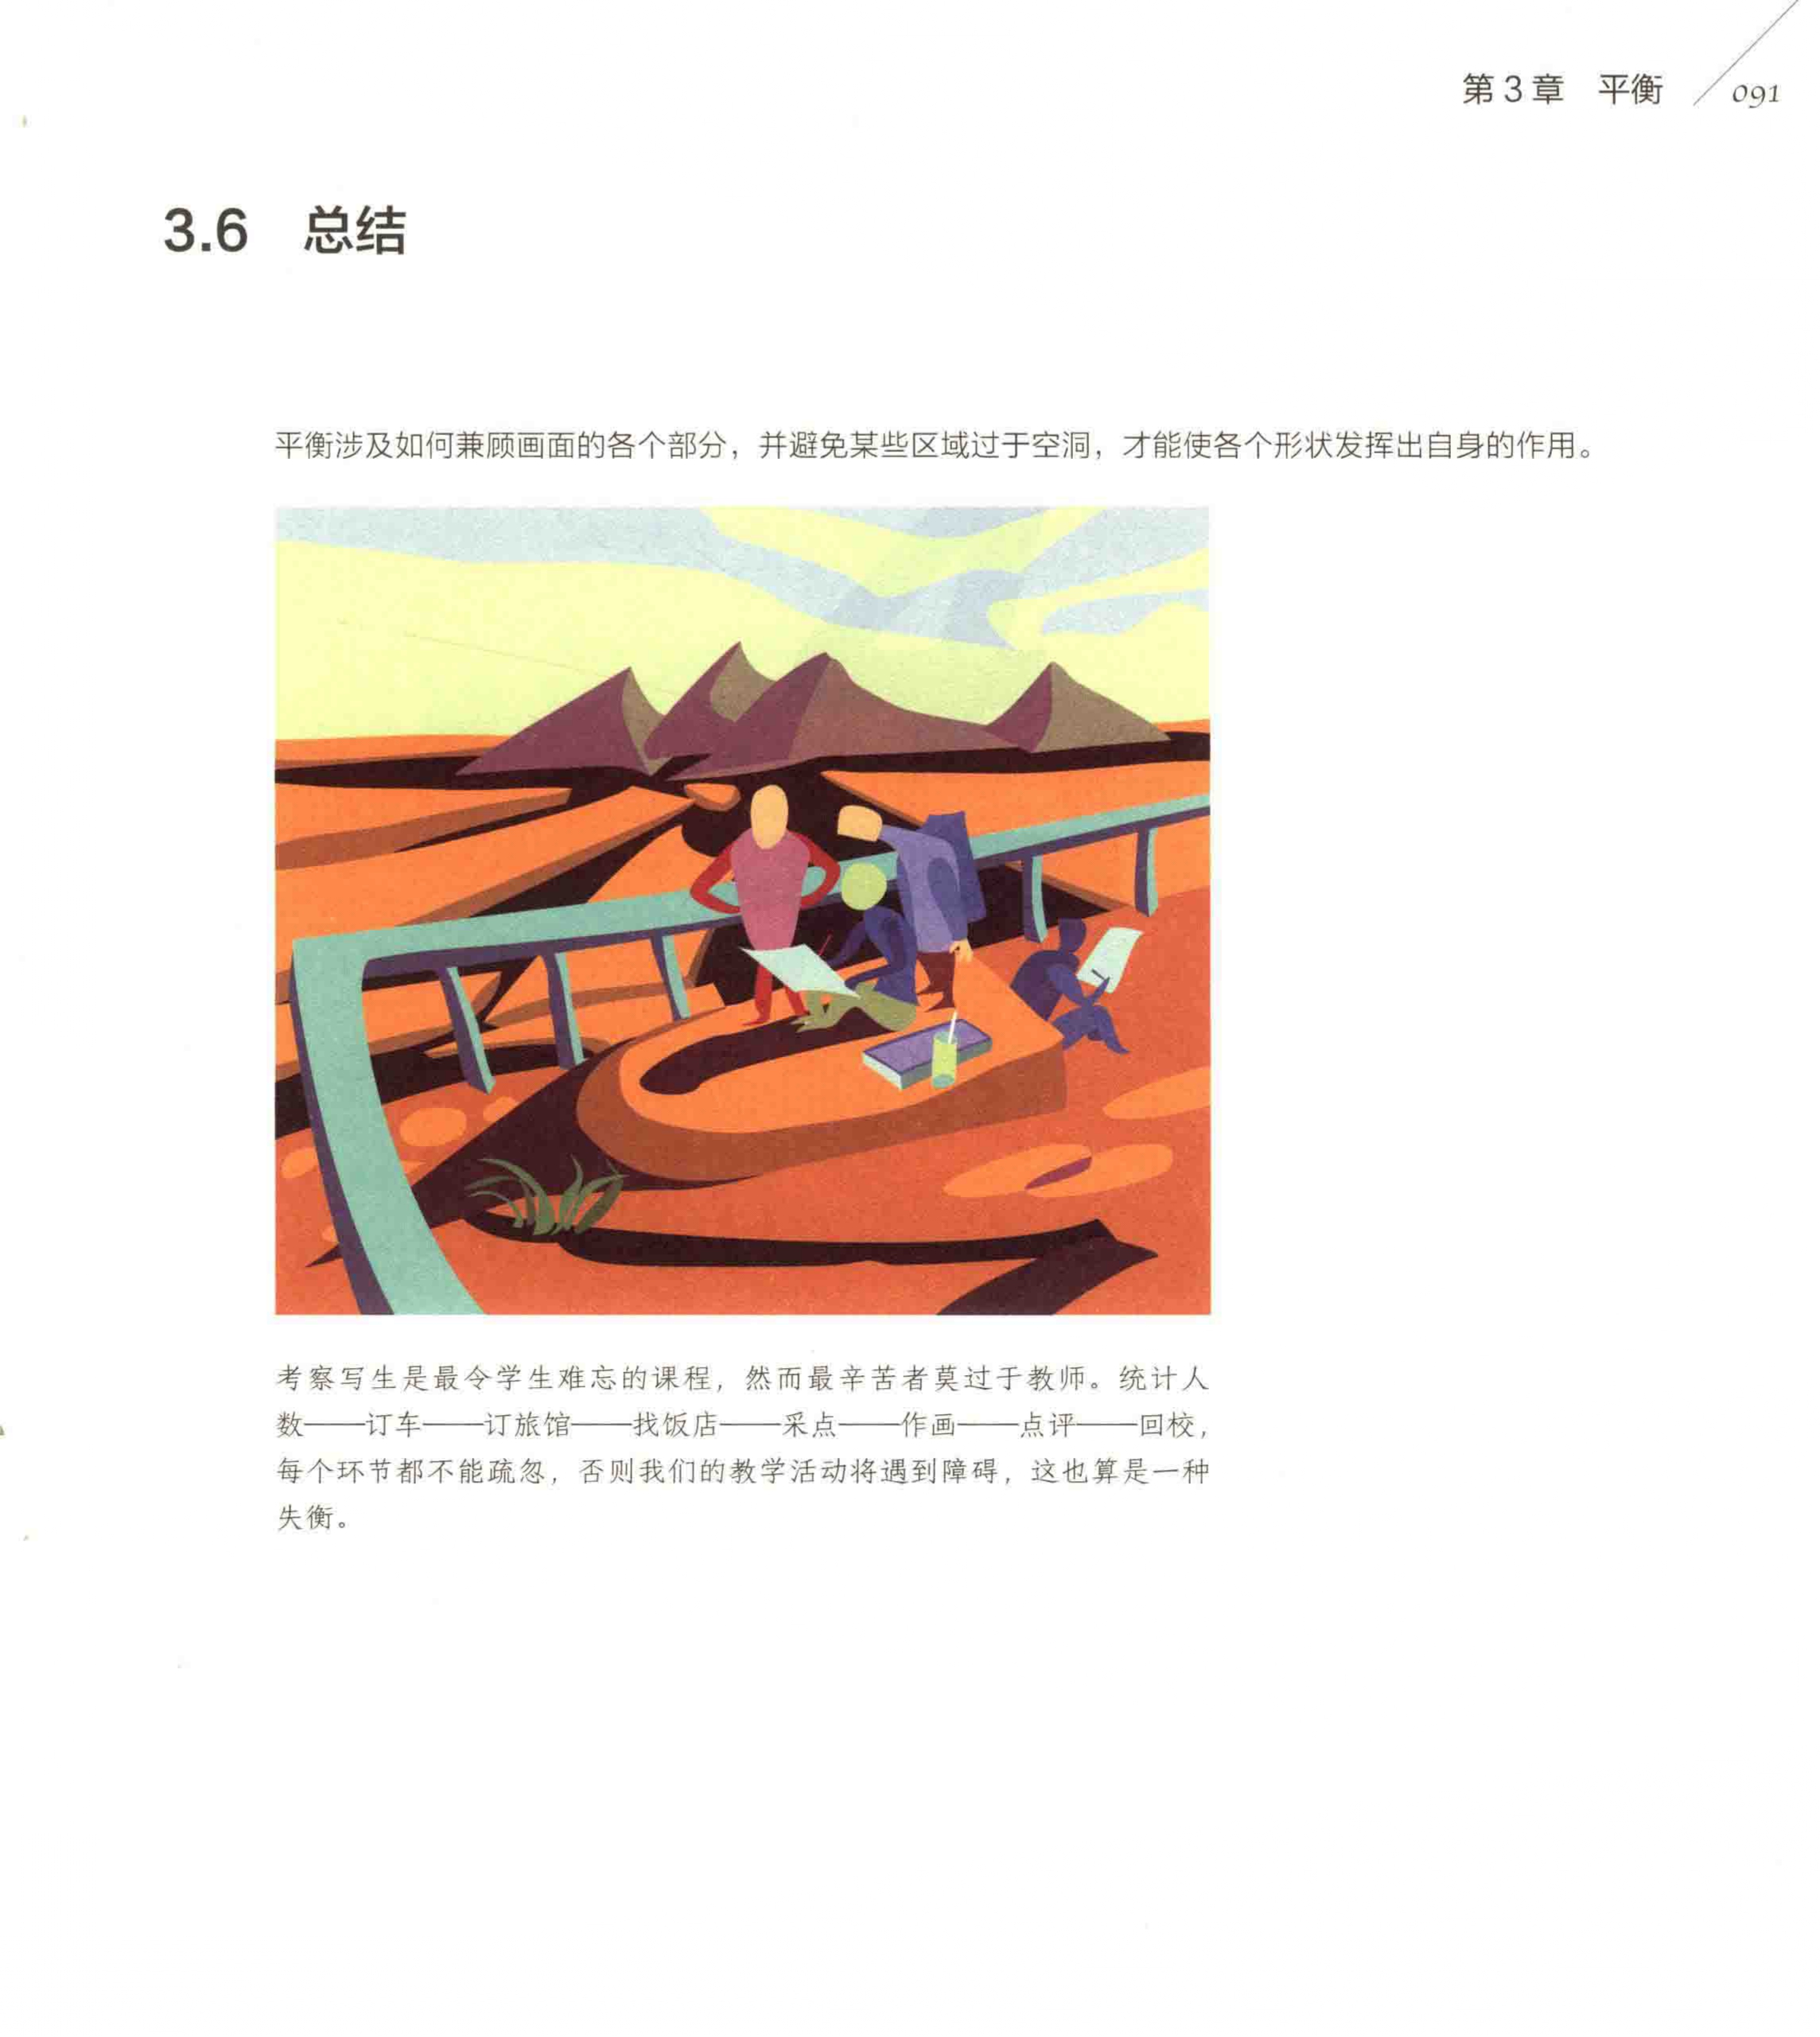 第3章 平衡 091
3.6 总结
平衡涉及如何兼顾画面的各个部分，并避免某些区域过于空洞，才能使各个形状发挥出自身的作用。
考察写生是最令学生难忘的课程，然而最辛苦者莫过于教师。统计人
数——订车——订旅馆——找饭店——采点——作画——点评——回校，
每个环节都不能疏忽，否则我们的教学活动将遇到障碍，这也算是一种
失衡。